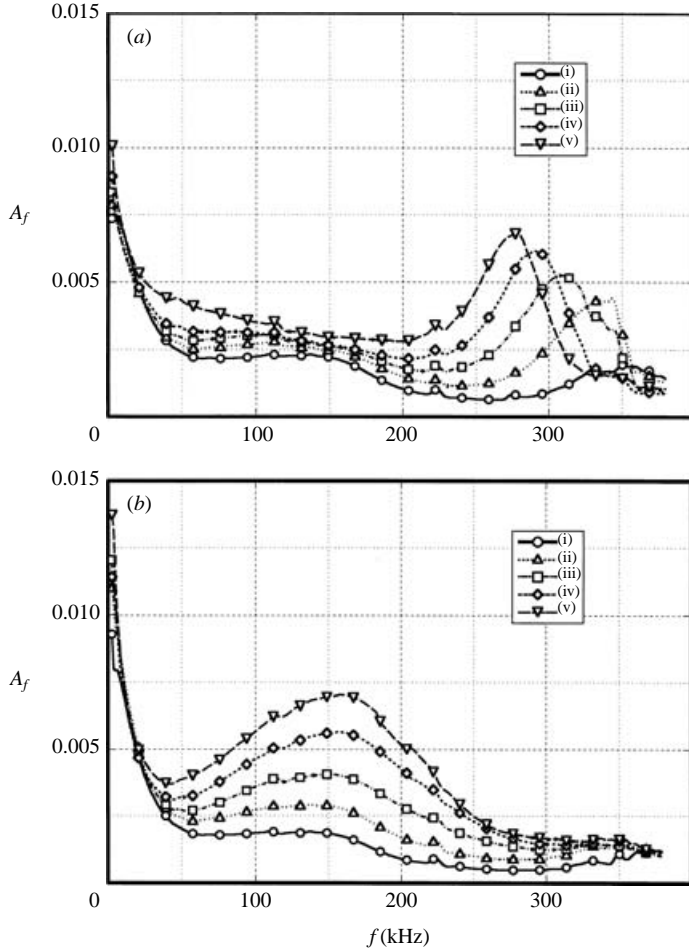 0.015
(a)
(i)
(ii)
(iii)
(iv)
(v)
0.010
A_f
0.005
0 100 200 300
0.015
(b)
(i)
(ii)
(iii)
(iv)
(v)
0.010
A_f
0.005
0 100 200 300
f (kHz)